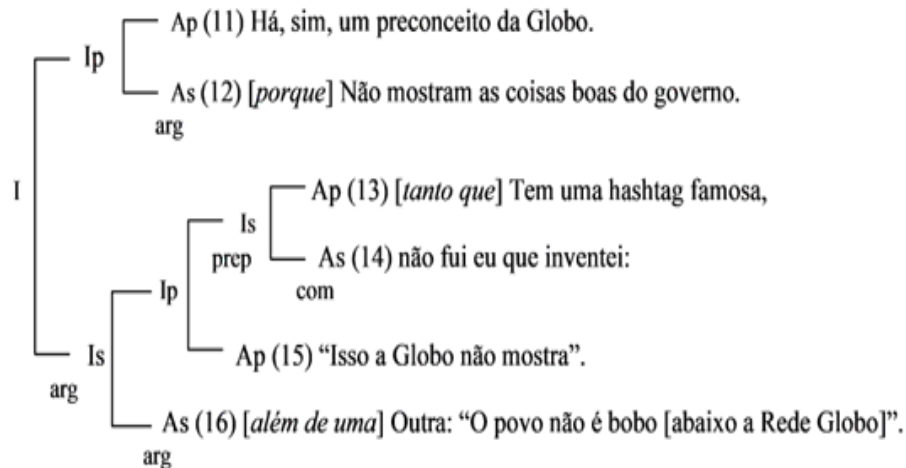 Ap (11) Há, sim, um preconceito da Globo.
Ip
As (12) [porque] Não mostram as coisas boas do governo.
arg
I
Ap (13) [tanto que] Tem uma hashtag famosa,
Is
prep
As (14) não fui eu que inventei:
com
Ip
Ap (15) “Isso a Globo não mostra”.
Is
arg
As (16) [além de uma] Outra: “O povo não é bobo [abaixo a Rede Globo]”.
arg